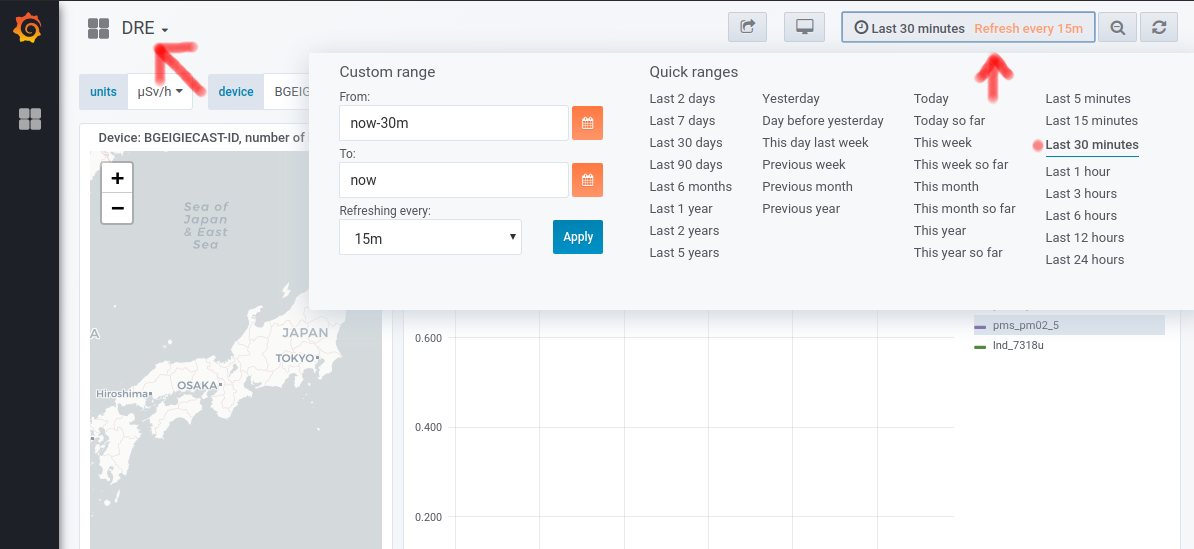 DRE
Last 30 minutes Refresh every 15m
units
µSv/h
device
BGEIG
Device: BGEIGIECAST-ID, number of
+
−
Sea of
Japan
& East
Sea
JAPAN
TOKYO
OSAKA
Hiroshima
A
Custom range
From:
now-30m
To:
now
Refreshing every:
15m
Apply
Quick ranges
Last 2 days
Last 7 days
Last 30 days
Last 90 days
Last 6 months
Last 1 year
Last 2 years
Last 5 years
Yesterday
Day before yesterday
This day last week
Previous week
Previous month
Previous year
Today
Today so far
This week
This week so far
This month
This month so far
This year
This year so far
Last 5 minutes
Last 15 minutes
Last 30 minutes
Last 1 hour
Last 3 hours
Last 6 hours
Last 12 hours
Last 24 hours
0.600
0.400
0.200
pms_pm02_5
lnd_7318u